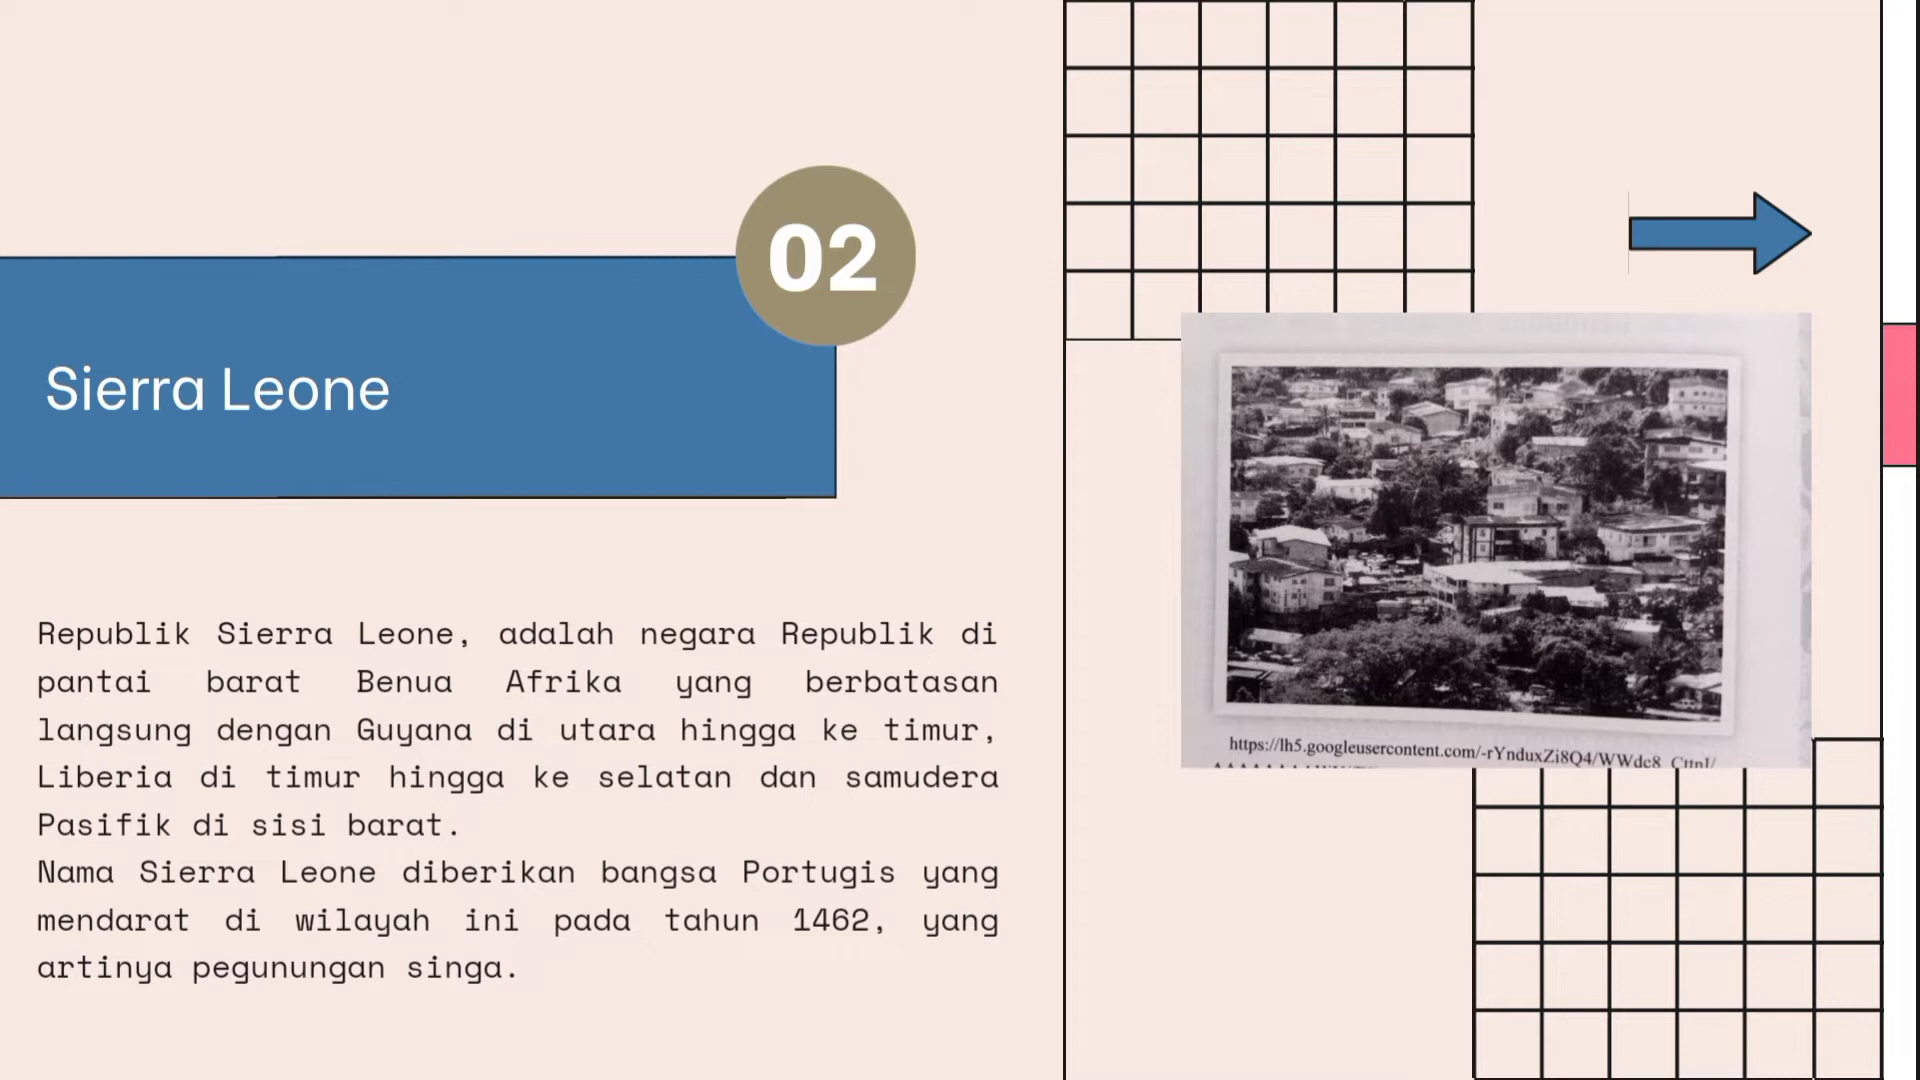 02
Sierra Leone
Republik Sierra Leone, adalah negara Republik di
pantai barat Benua Afrika yang berbatasan
langsung dengan Guyana di utara hingga ke timur,
Liberia di timur hingga ke selatan dan samudera
Pasifik di sisi barat.
Nama Sierra Leone diberikan bangsa Portugis yang
mendarat di wilayah ini pada tahun 1462, yang
artinya pegunungan singa.
https://lh5.googleusercontent.com/-rYnduxZi8Q4/WWdc8_CttnI/